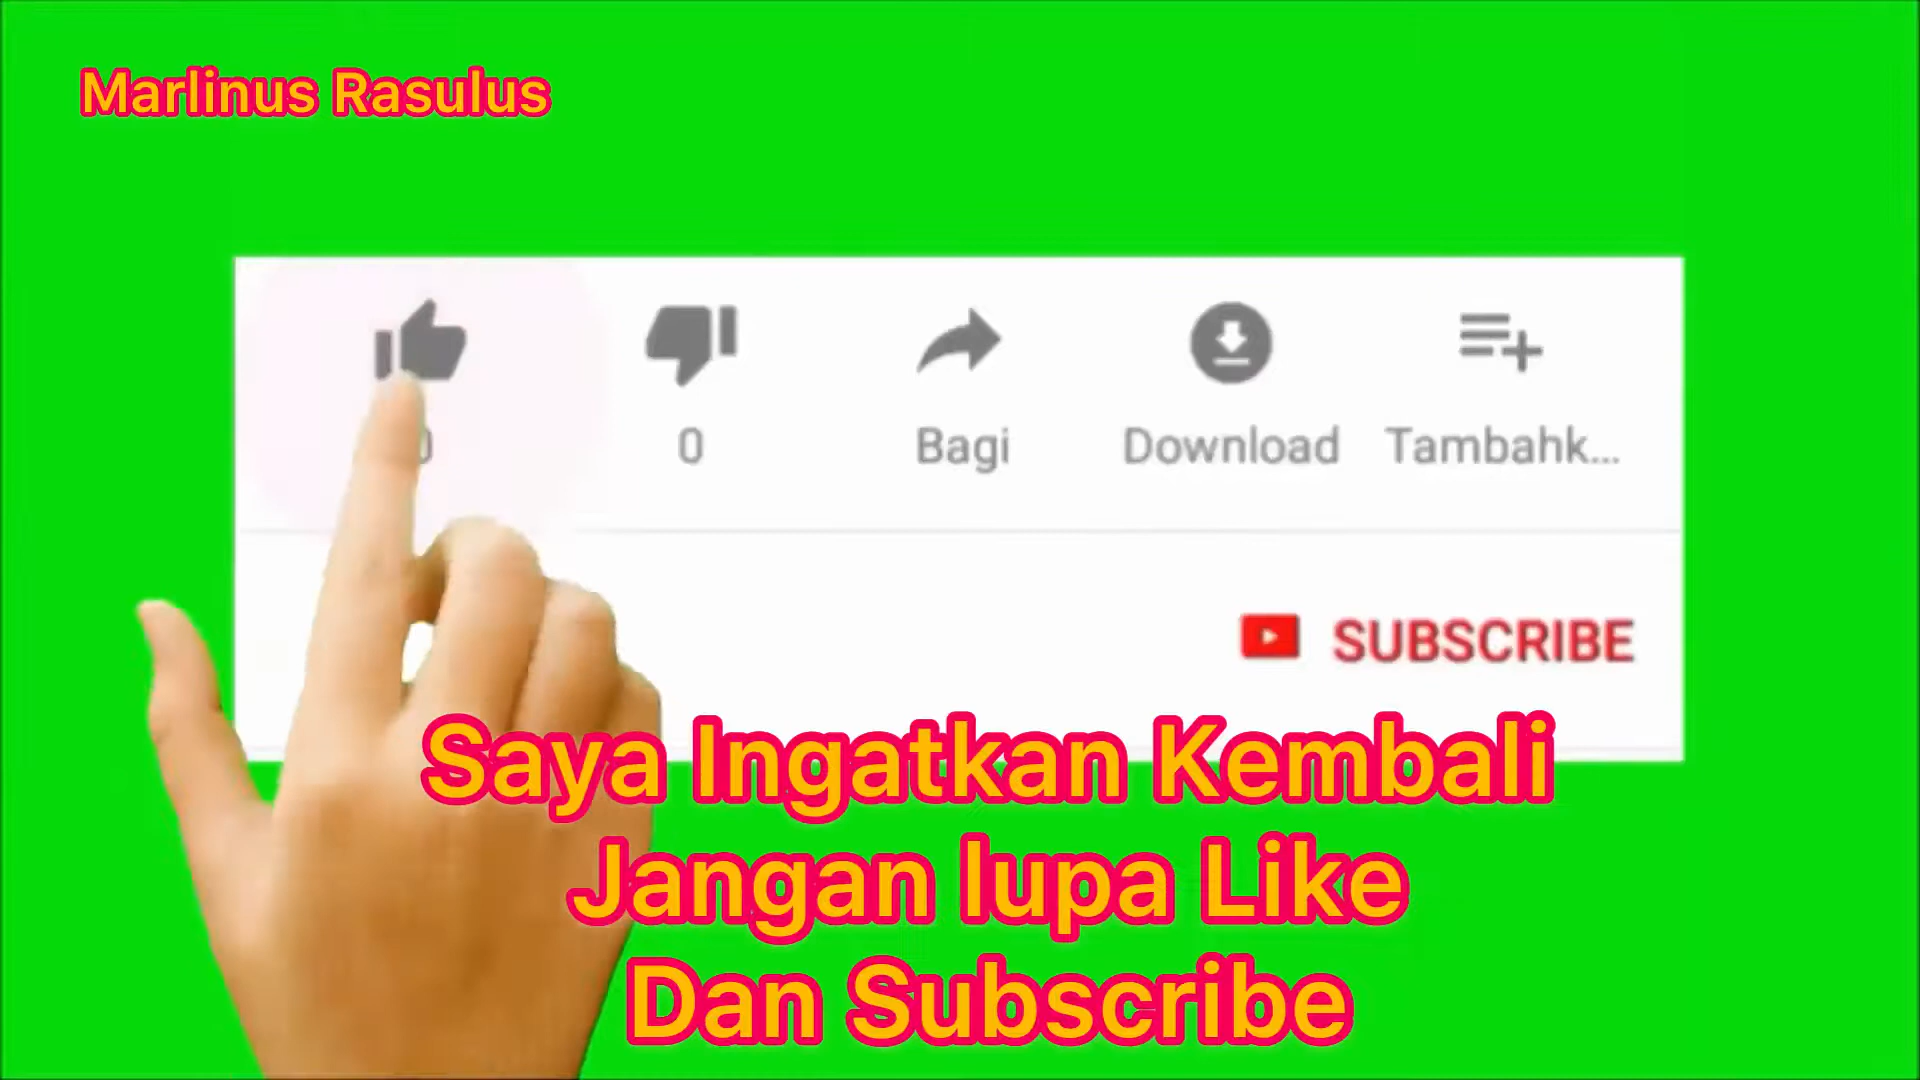 Marlinus Rasulus
0
Bagi
Download
Tambahk...
SUBSCRIBE
Saya Ingatkan Kembali
Jangan lupa Like
Dan Subscribe